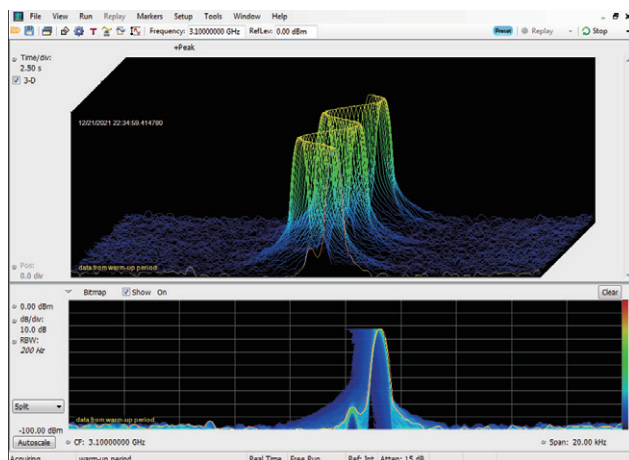 File View Run Replay Markers Setup Tools Window Help
Frequency: 3.10000000 GHz RefLev: 0.00 dBm Preset Replay Stop
+Peak
Time/div:
2.50 s
3-D
12/21/2021 22:34:59.414780
Pos:
0.0 div
data from warm-up period
Bitmap Show On Clear
0.00 dBm
dB/div:
10.0 dB
RBW:
200 Hz
Split
-100.00 dBm
data from warm-up period
Autoscale CF: 3.10000000 GHz Span: 20.00 kHz
Acquiring warm-up period Real Time Free Run Ref: Int Atten: 15 dB